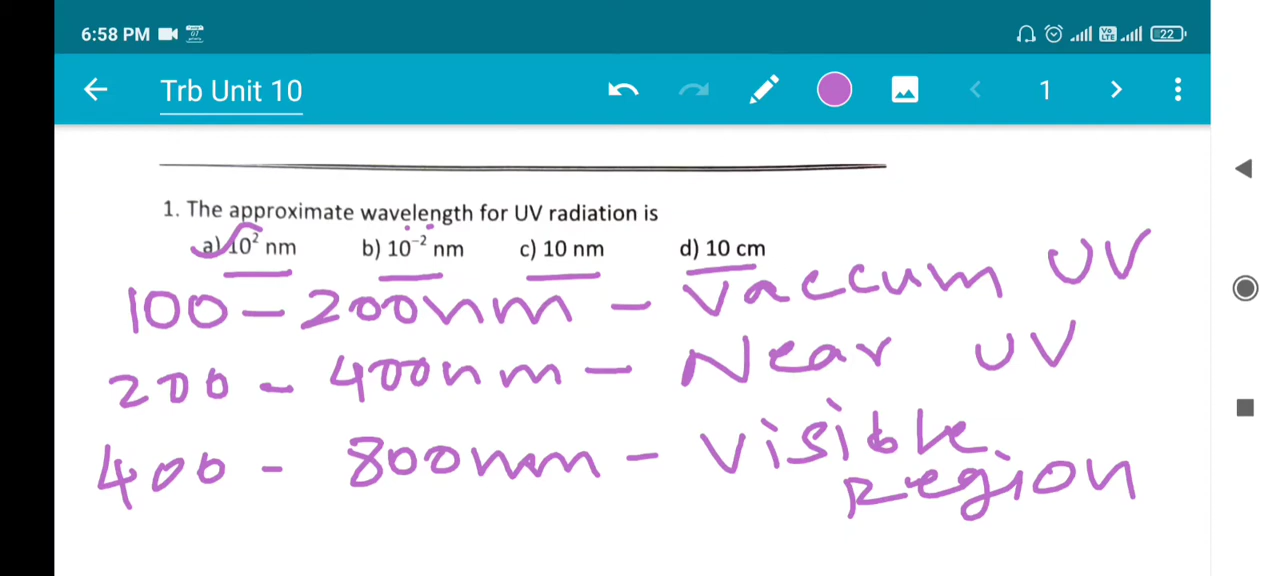 6:58 PM 22
Trb Unit 10 1
1. The approximate wavelength for UV radiation is
a) 10² nm b) 10⁻² nm c) 10 nm d) 10 cm
100 – 200nm – Vaccum UV
200 – 400nm – Near UV
400 – 800nm – Visible
Region